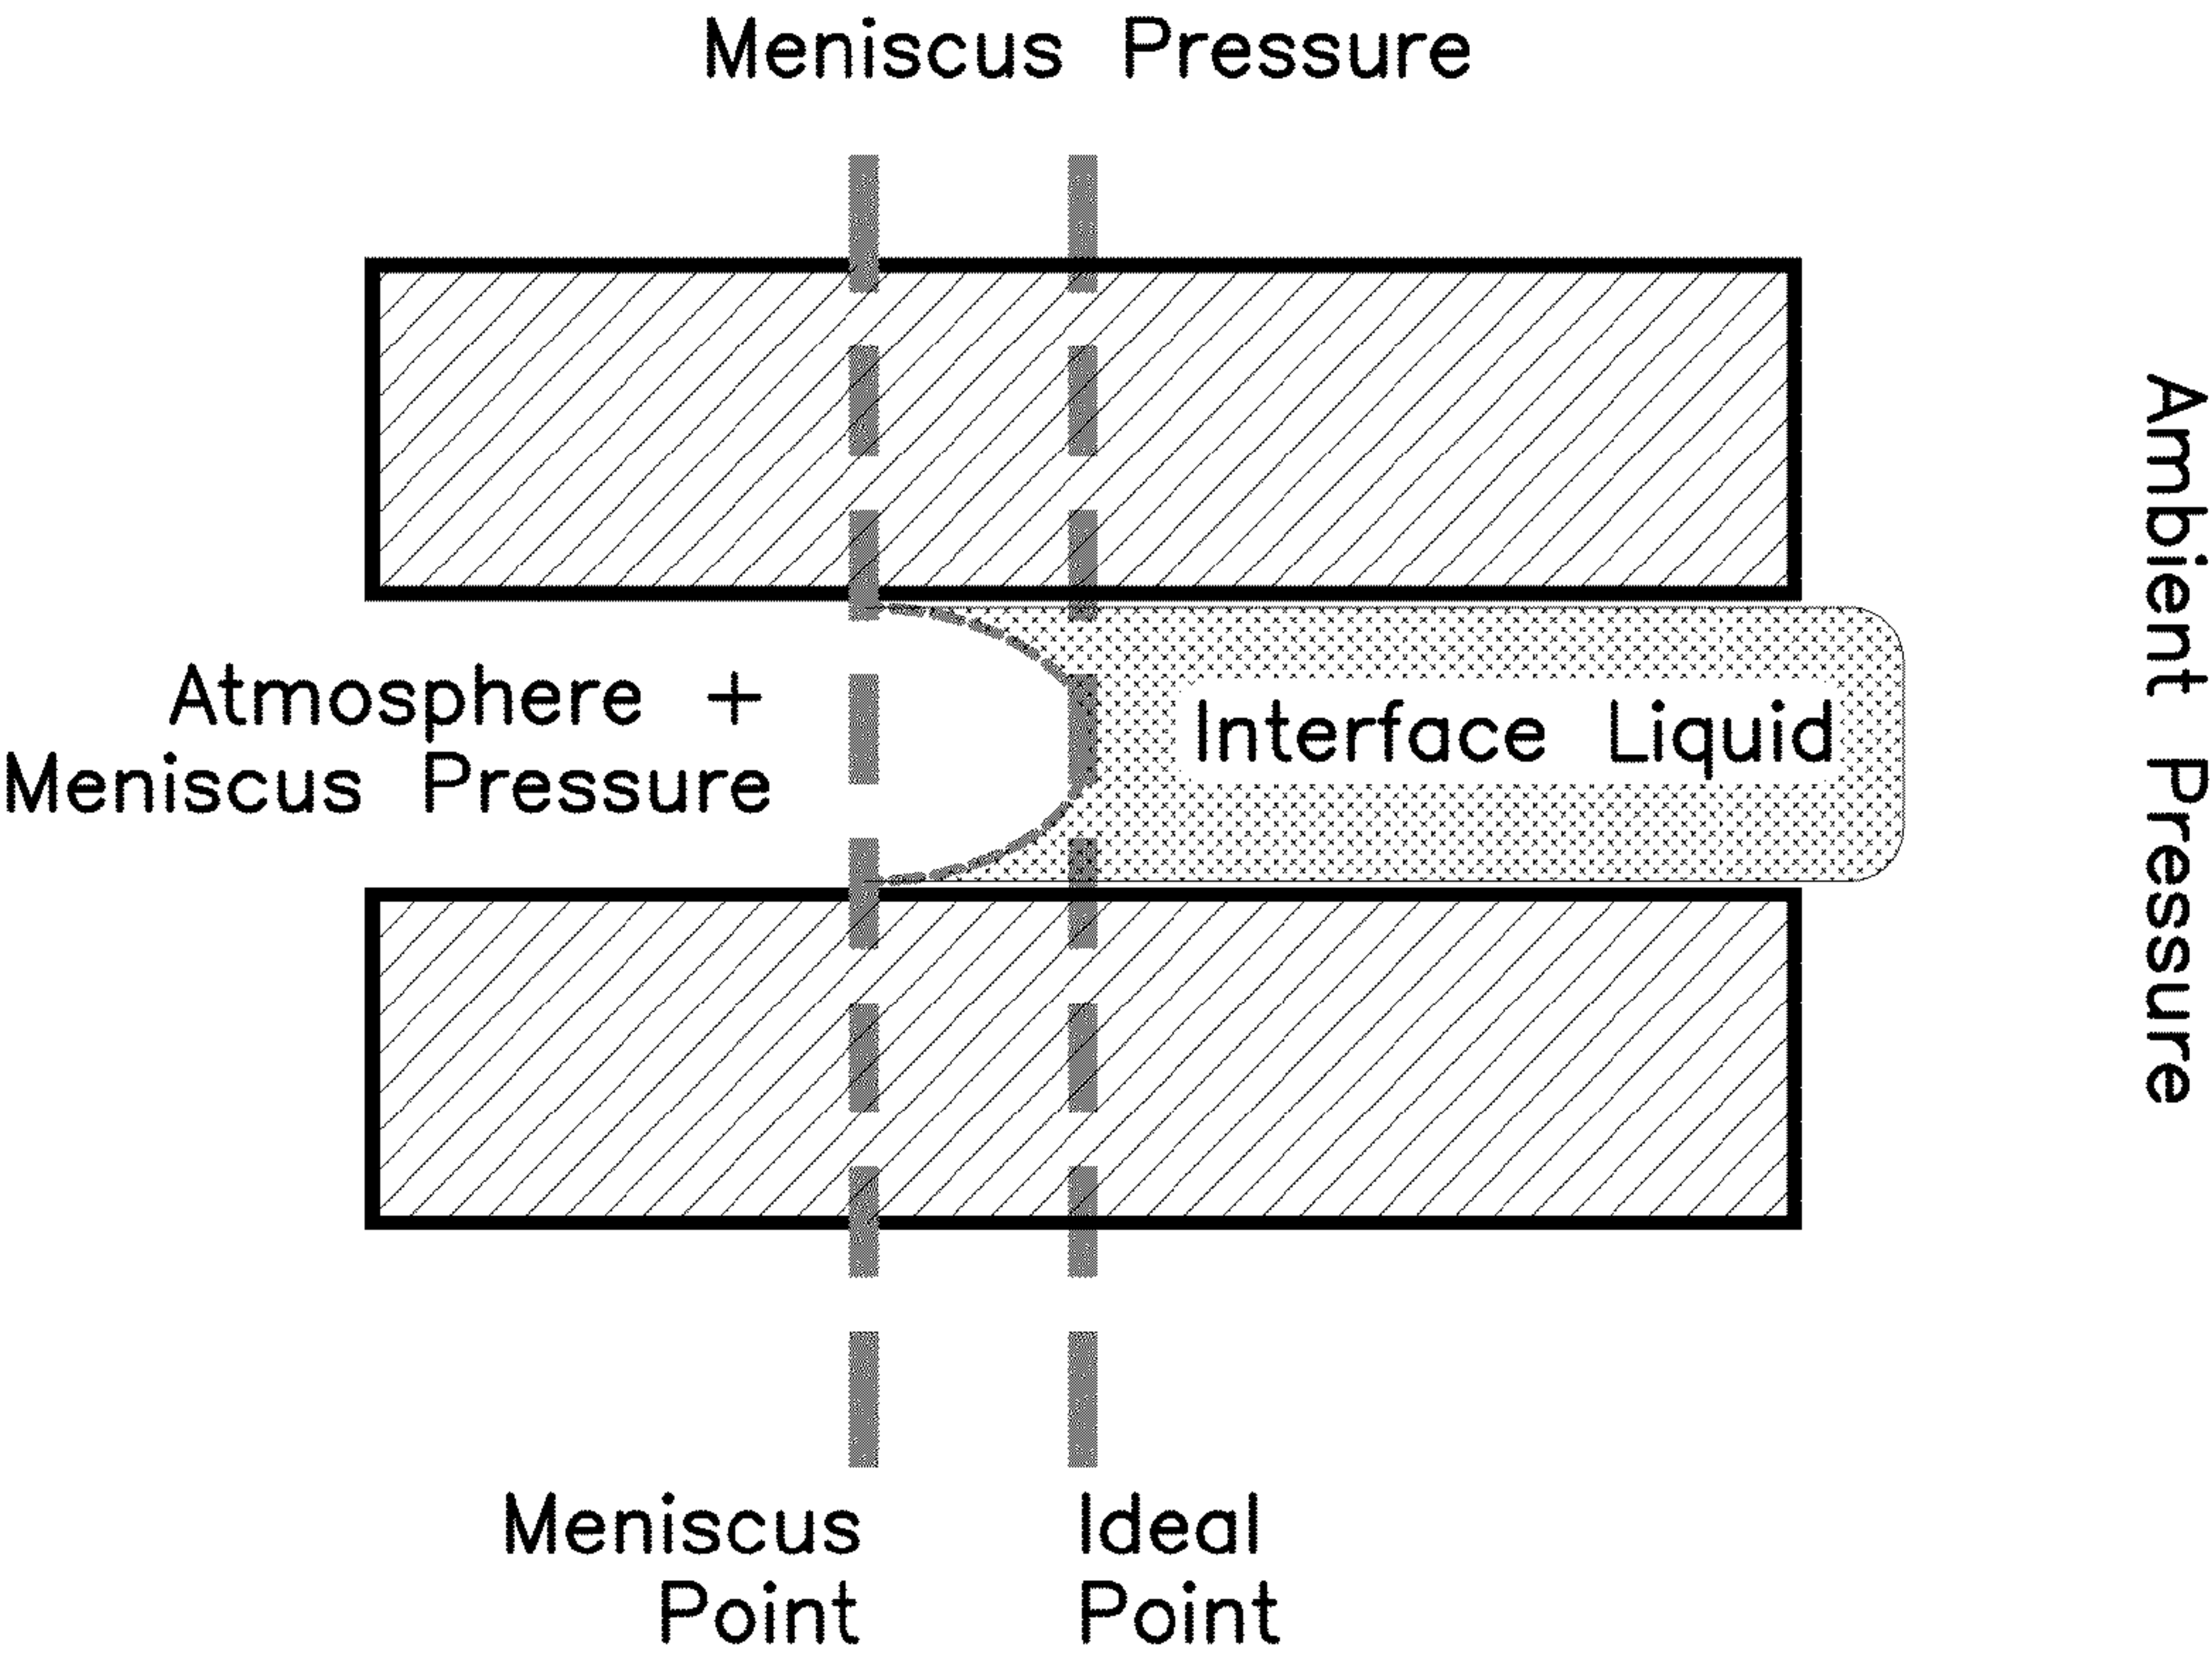 Meniscus Pressure
Atmosphere +
Meniscus Pressure
Interface Liquid
Ambient Pressure
Meniscus
Point
Ideal
Point